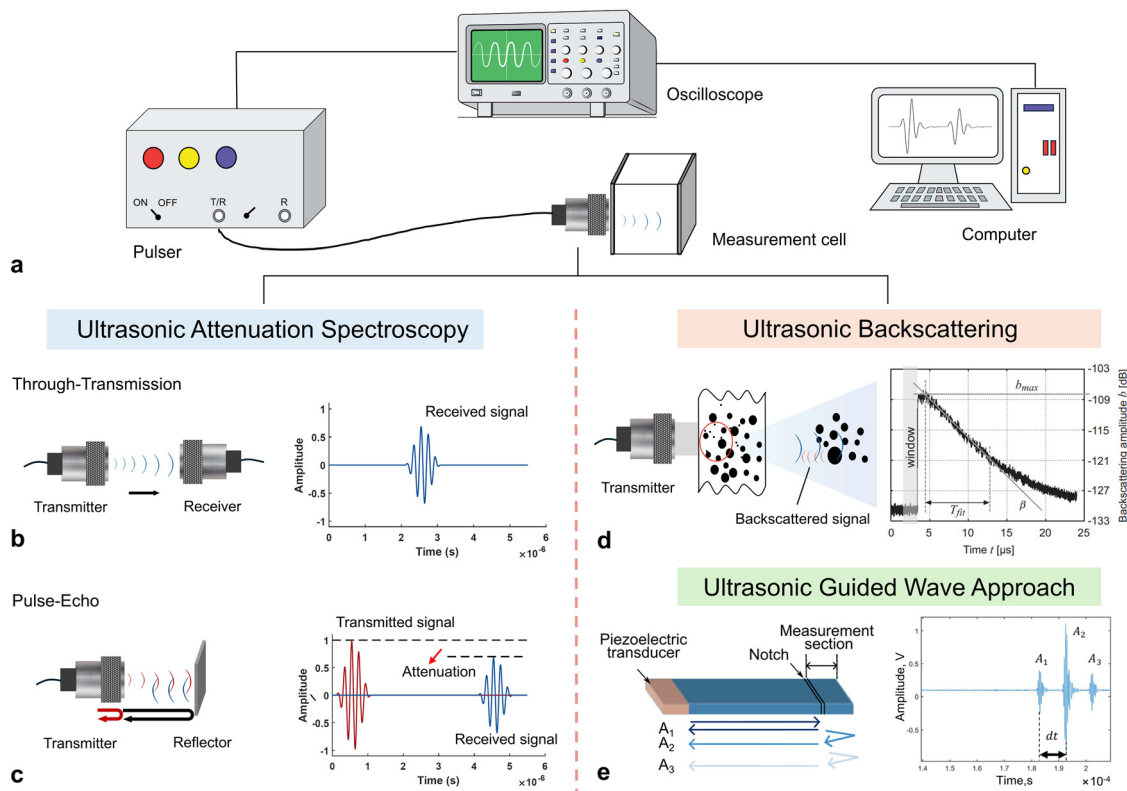 Oscilloscope
ON OFF T/R R
Pulser
Measurement cell
Computer
a
Ultrasonic Attenuation Spectroscopy
Through-Transmission
Transmitter
Receiver
Received signal
Amplitude
1
0.5
0
-0.5
-1
0 1 2 3 4 5 6
Time (s)
×10⁻⁶
b
Pulse-Echo
Transmitter
Reflector
Transmitted signal
Attenuation
Received signal
Amplitude
1
0.5
0
-0.5
-1
0 1 2 3 4 5 6
Time (s)
×10⁻⁶
c
Ultrasonic Backscattering
Transmitter
Backscattered signal
window
b_max
T_fit
β
-103
-109
-115
-121
-127
-133
Backscattering amplitude b [dB]
0 5 10 15 20 25
Time t [µs]
d
Ultrasonic Guided Wave Approach
Piezoelectric
transducer
Notch
Measurement
section
A₁
A₂
A₃
Amplitude, V
1
0.5
0
-0.5
A₁
A₂
A₃
dt
1.4 1.5 1.6 1.7 1.8 1.9 2
Time,s
×10⁻⁴
e